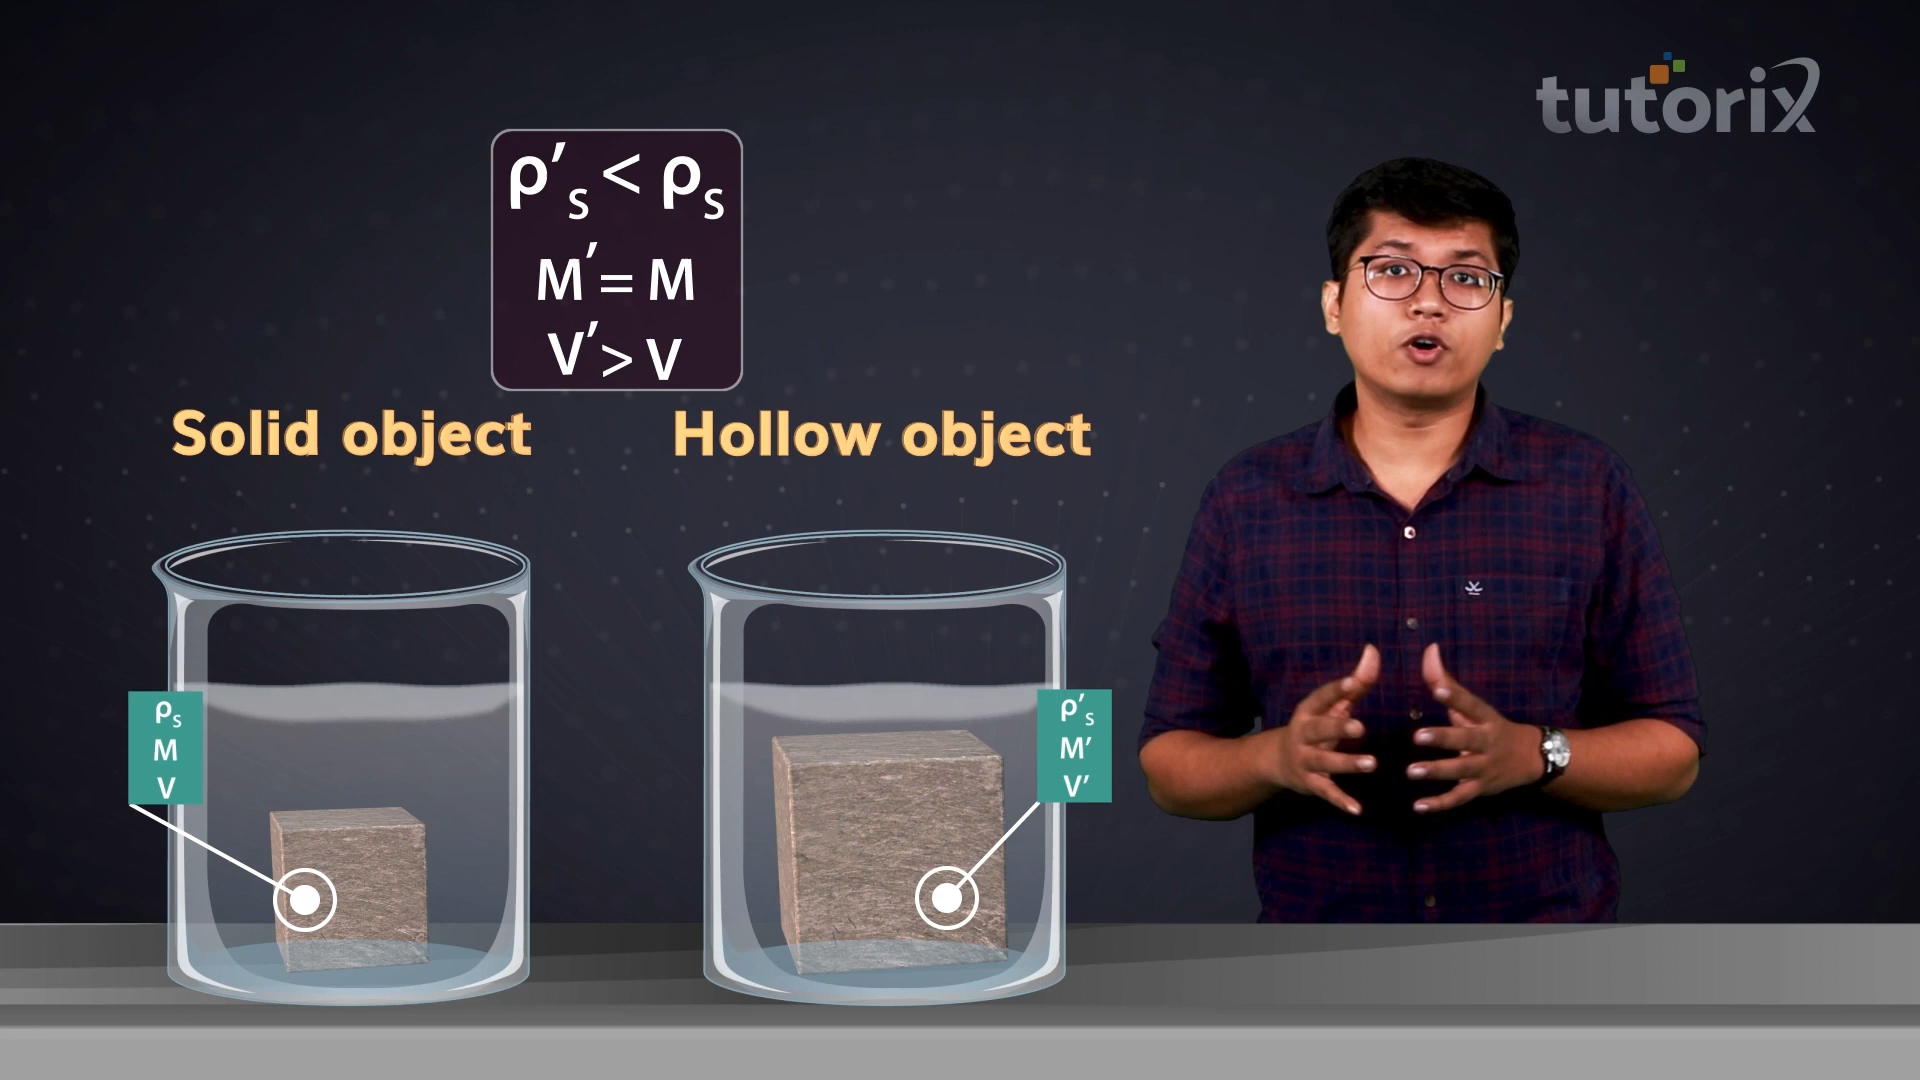 tutorix
ρ′s < ρs
M′ = M
V′ > V
Solid object
Hollow object
ρs
M
V
ρ′s
M′
V′